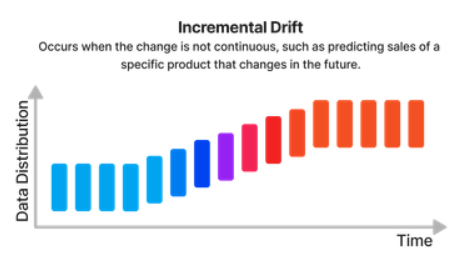 Incremental Drift
Occurs when the change is not continuous, such as predicting sales of a
specific product that changes in the future.
Data Distribution
Time